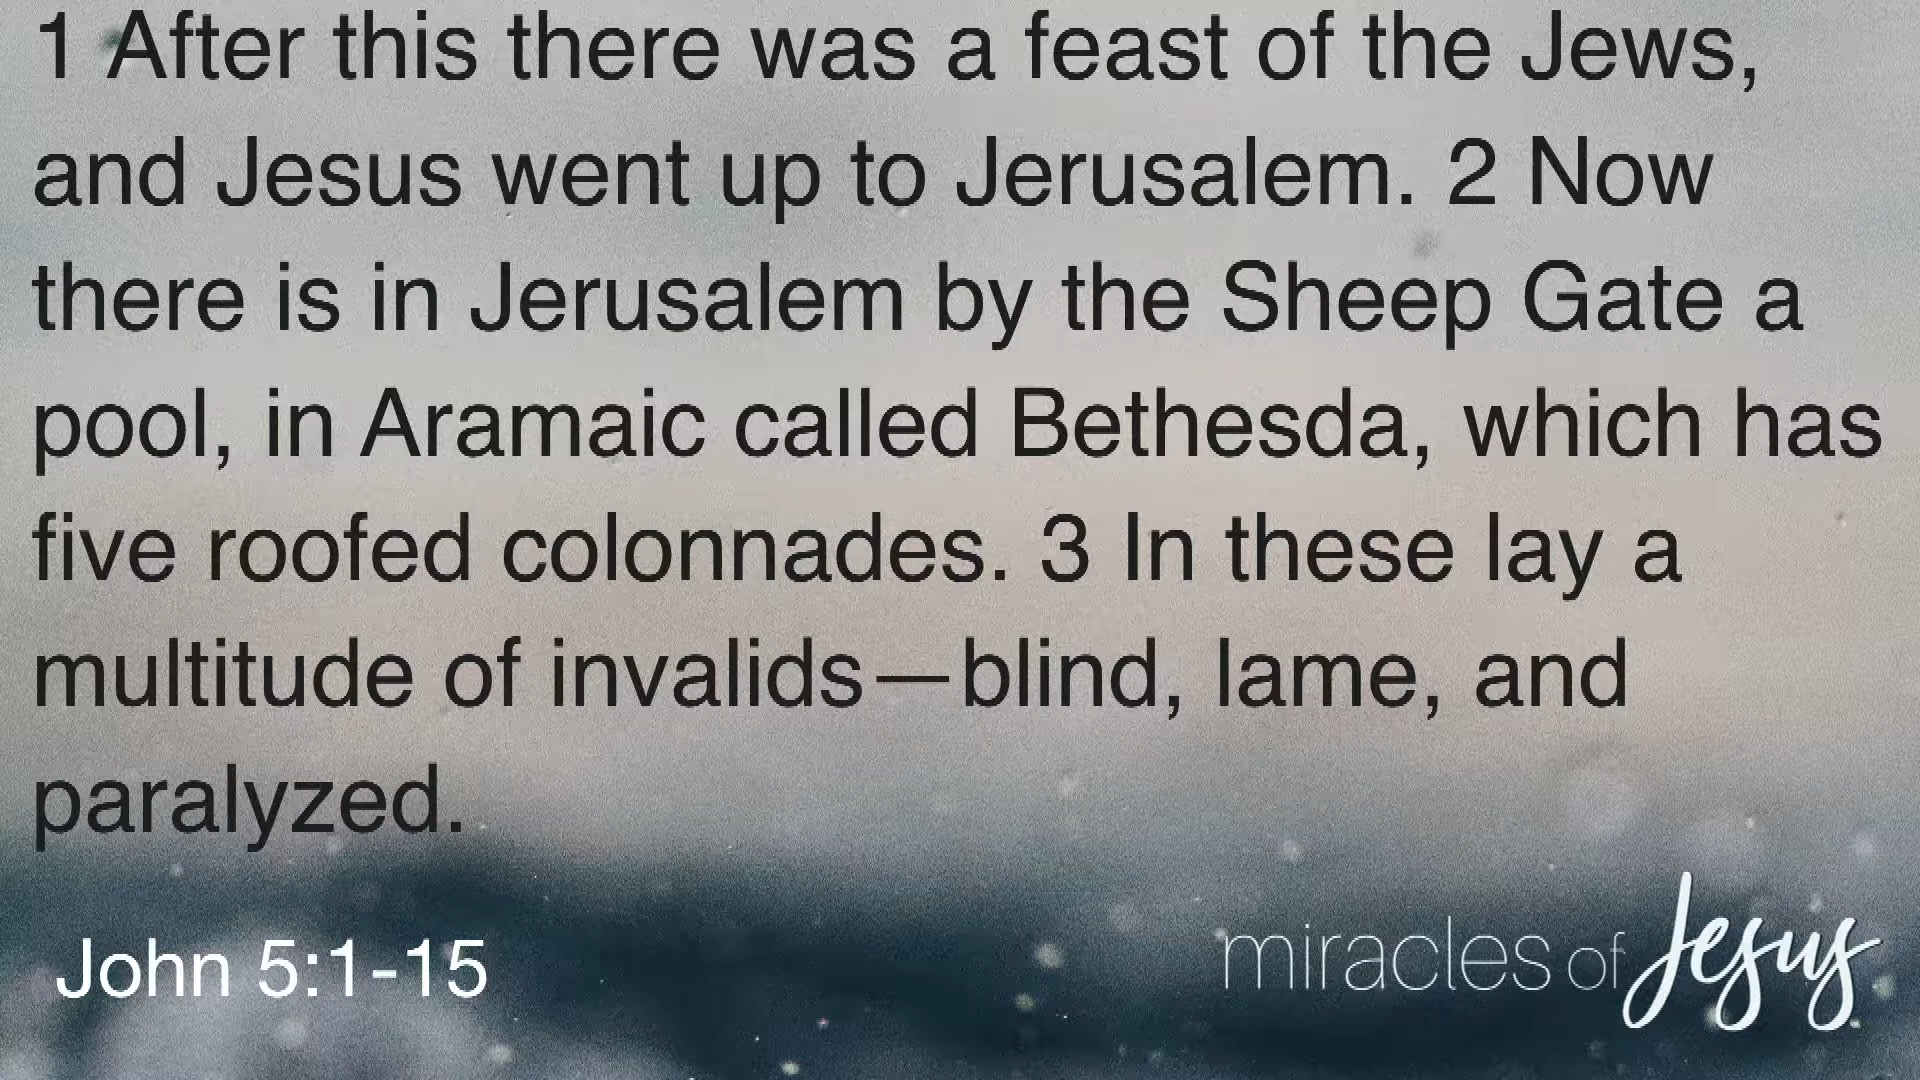 1 After this there was a feast of the Jews,
and Jesus went up to Jerusalem. 2 Now
there is in Jerusalem by the Sheep Gate a
pool, in Aramaic called Bethesda, which has
five roofed colonnades. 3 In these lay a
multitude of invalids—blind, lame, and
paralyzed.
John 5:1-15
miracles of Jesus